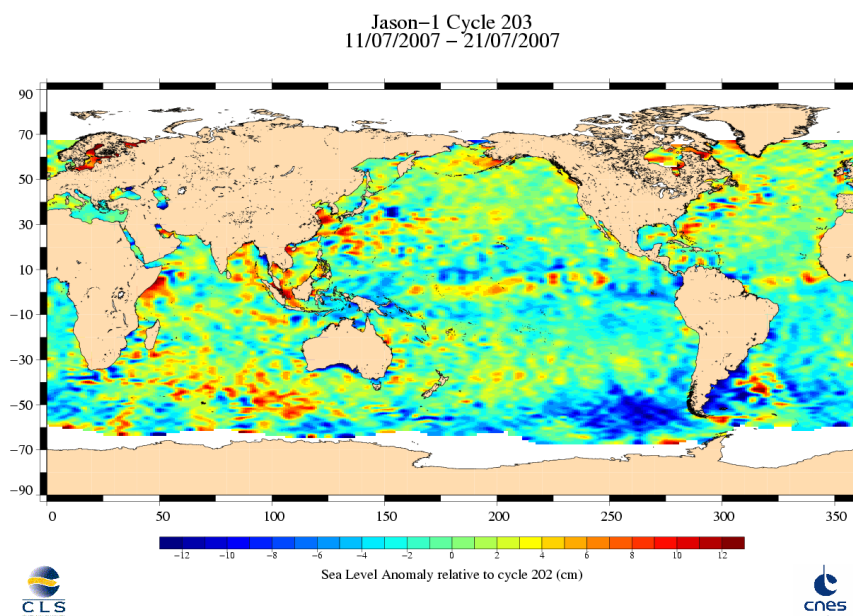 Jason−1 Cycle 203
11/07/2007 − 21/07/2007
90
70
50
30
10
−10
−30
−50
−70
−90
0 50 100 150 200 250 300 350
−12 −10 −8 −6 −4 −2 0 2 4 6 8 10 12
Sea Level Anomaly relative to cycle 202 (cm)
CLS
cnes